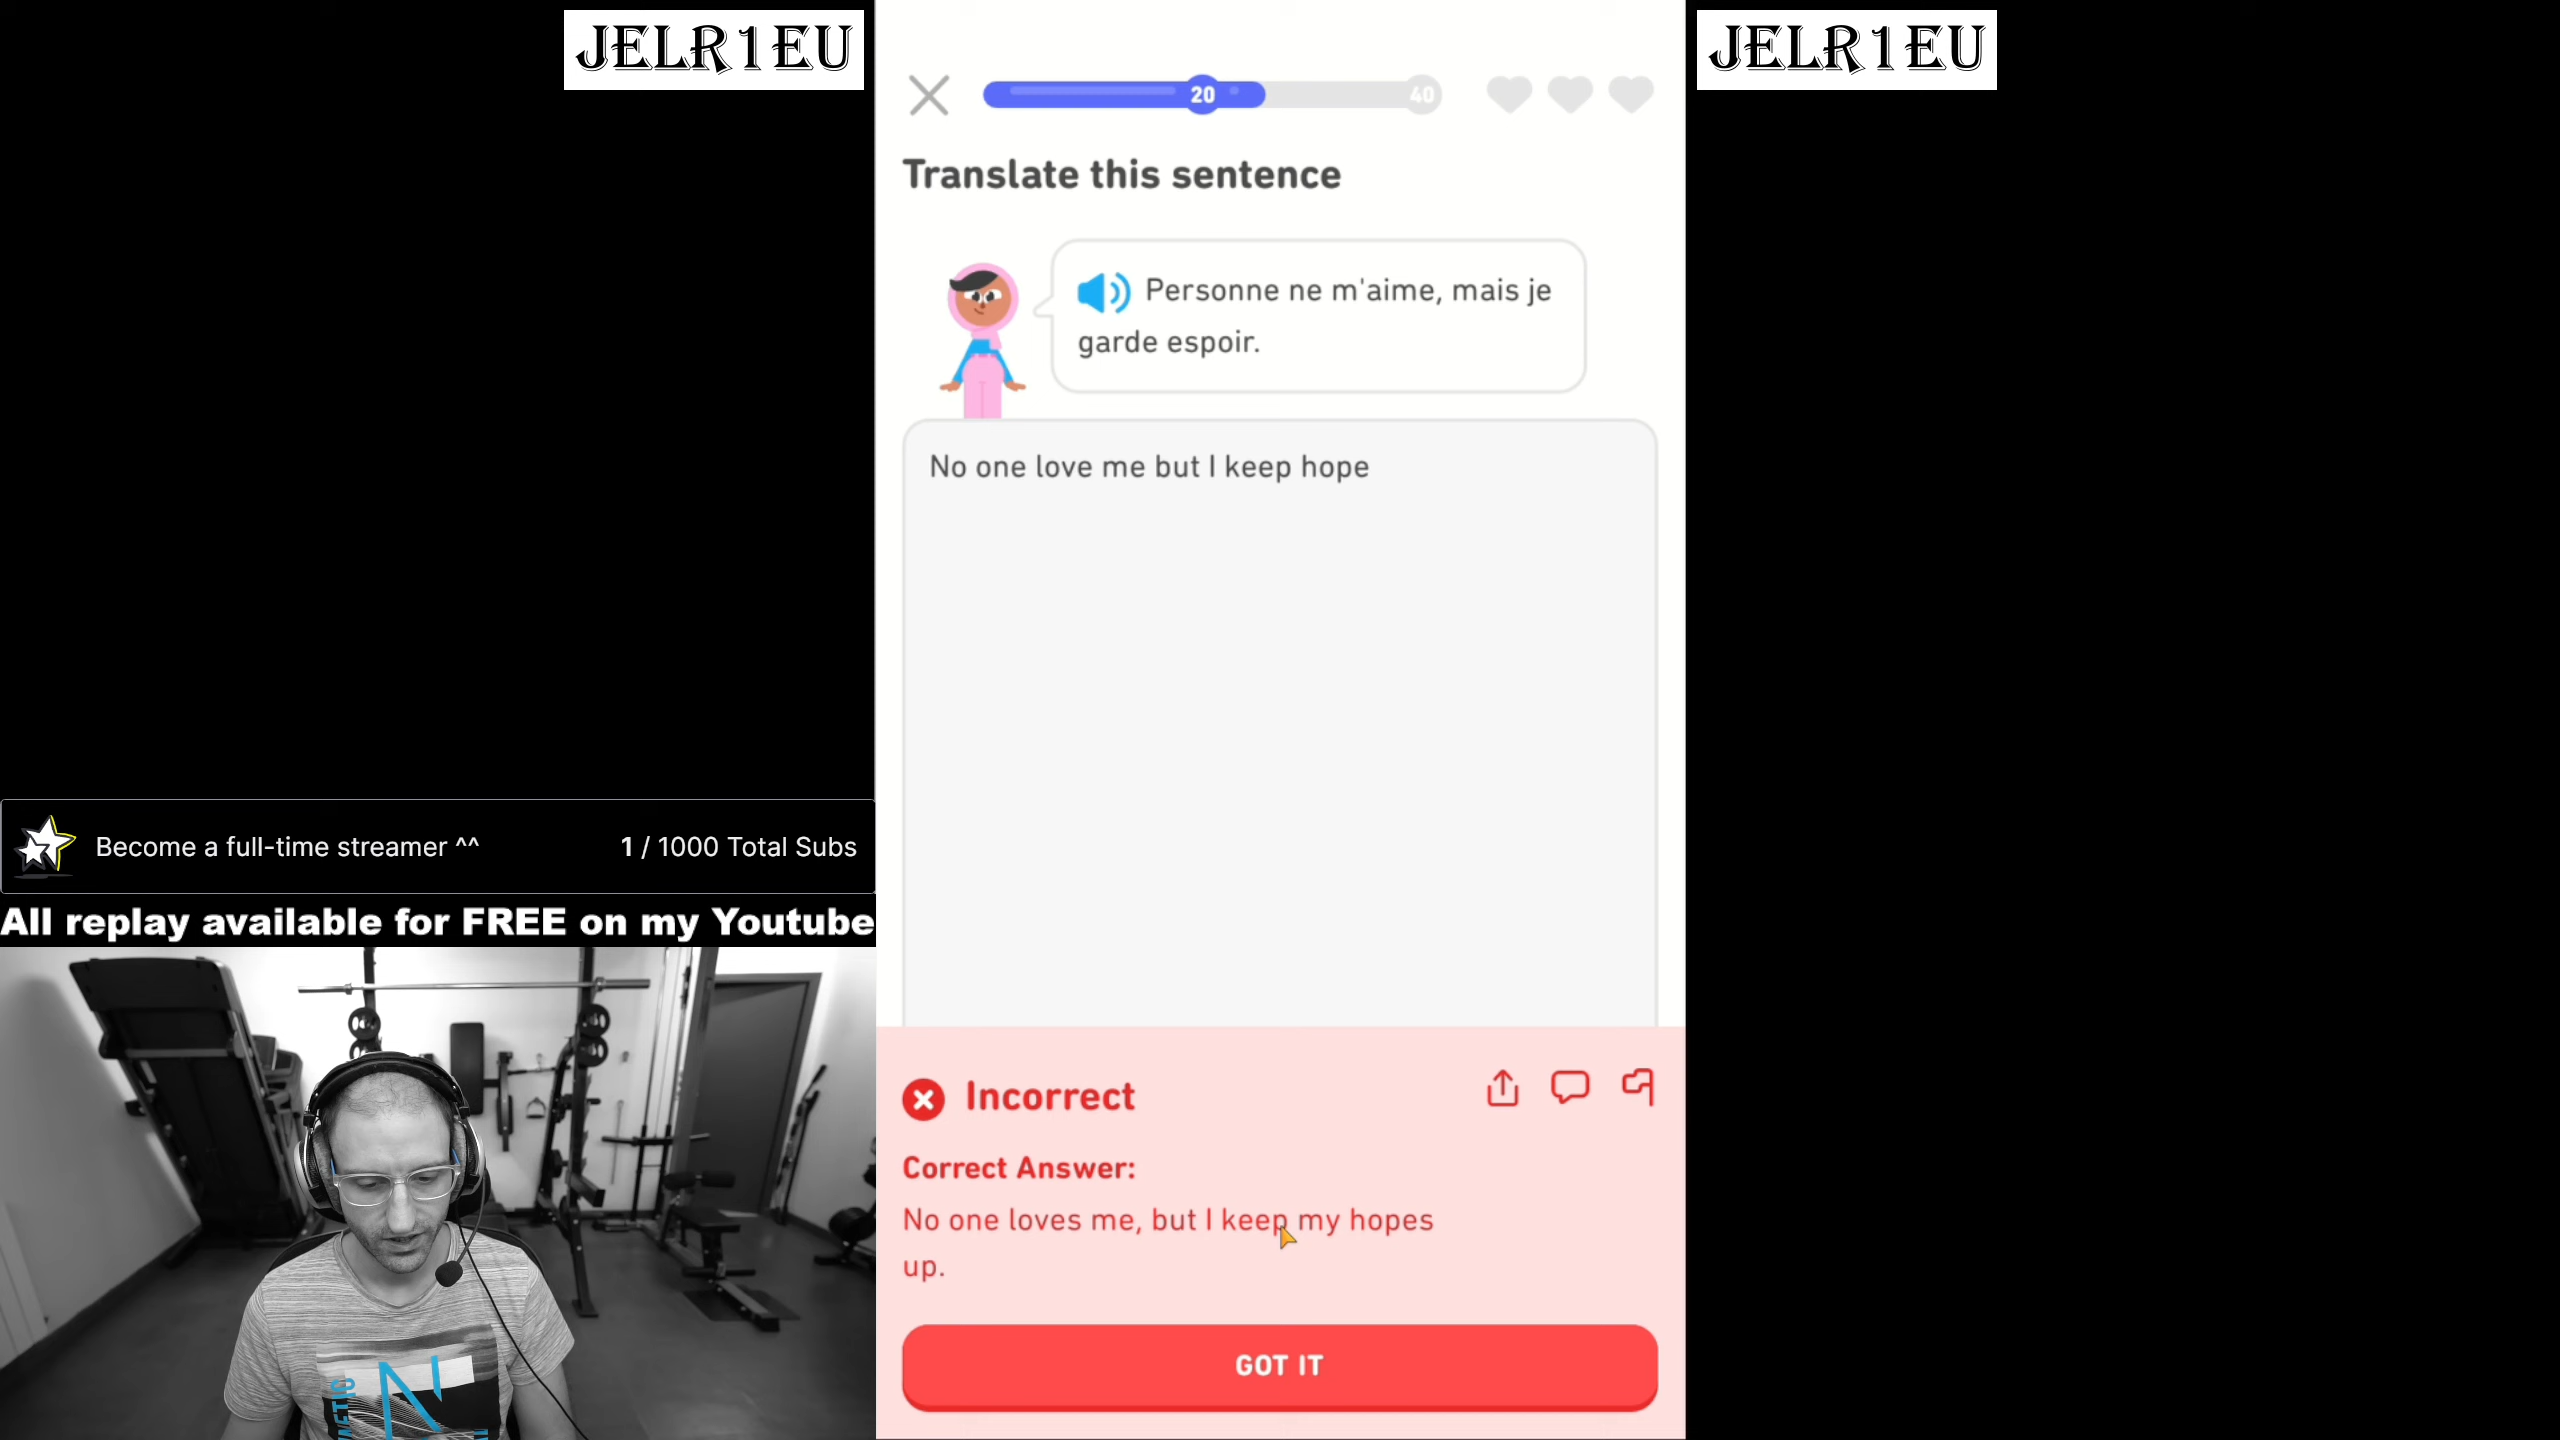 JELR1EU
JELR1EU
20
40
Translate this sentence
Personne ne m'aime, mais je
garde espoir.
No one love me but I keep hope
Become a full-time streamer ^^
1 / 1000 Total Subs
All replay available for FREE on my Youtube
Incorrect
Correct Answer:
No one loves me, but I keep my hopes
up.
GOT IT